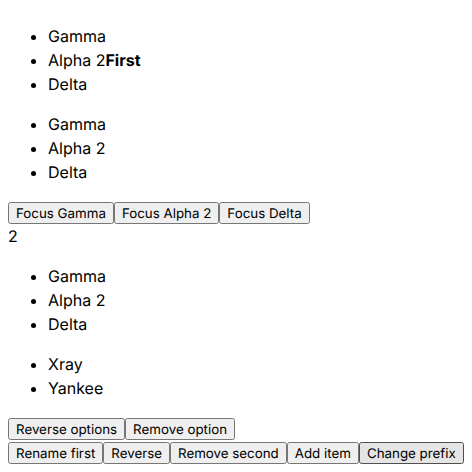 Gamma
Alpha 2First
Delta
Gamma
Alpha 2
Delta
Focus Gamma Focus Alpha 2 Focus Delta
2
Gamma
Alpha 2
Delta
Xray
Yankee
Reverse options Remove option
Rename first Reverse Remove second Add item Change prefix